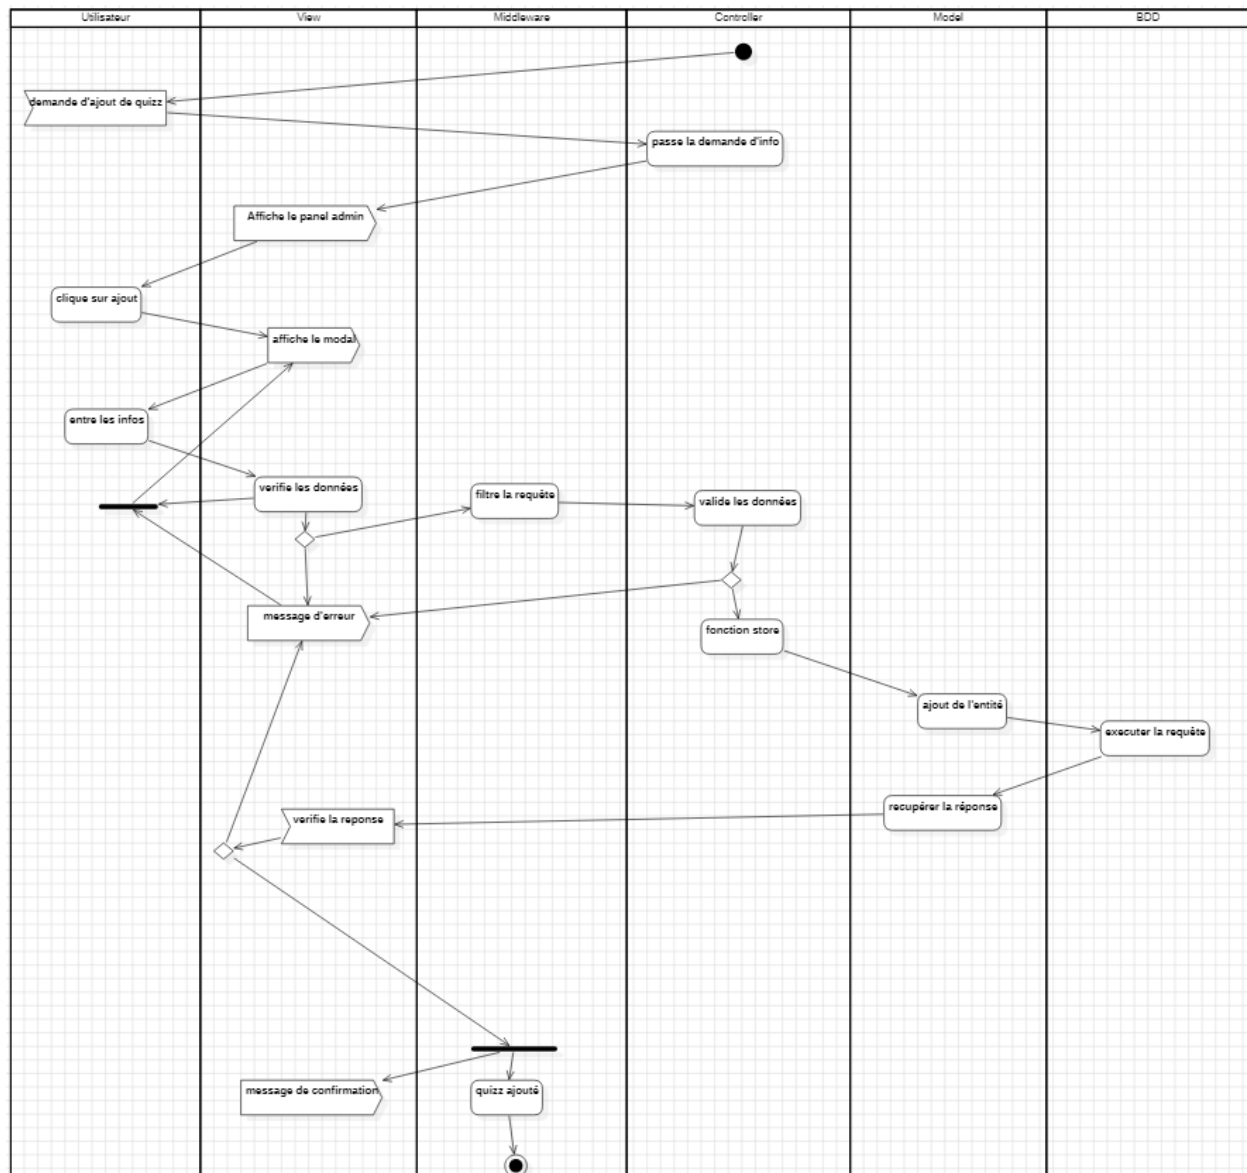 Utilisateur
View
Middleware
Controller
Model
BDD
demande d'ajout de quizz
passe la demande d'info
Affiche le panel admin
clique sur ajout
affiche le modal
entre les infos
verifie les données
filtre la requête
valide les données
message d'erreur
fonction store
ajout de l'entité
executer la requête
recupérer la réponse
verifie la reponse
message de confirmation
quizz ajouté